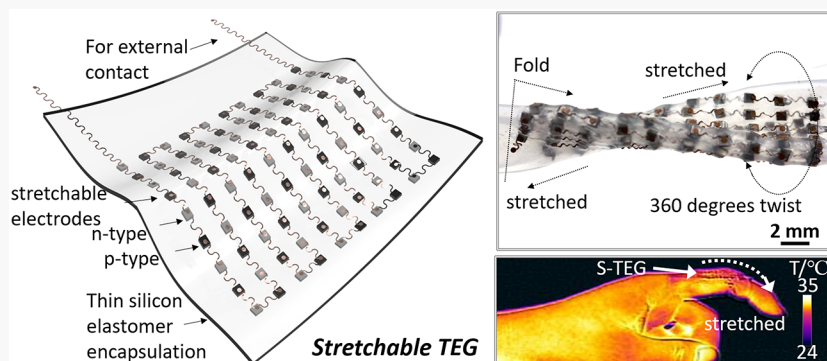 For external
contact
stretchable
electrodes
n-type
p-type
Thin silicon
elastomer
encapsulation
Stretchable TEG
Fold
stretched
stretched
360 degrees twist
2 mm
S-TEG
T/℃
35
stretched
24